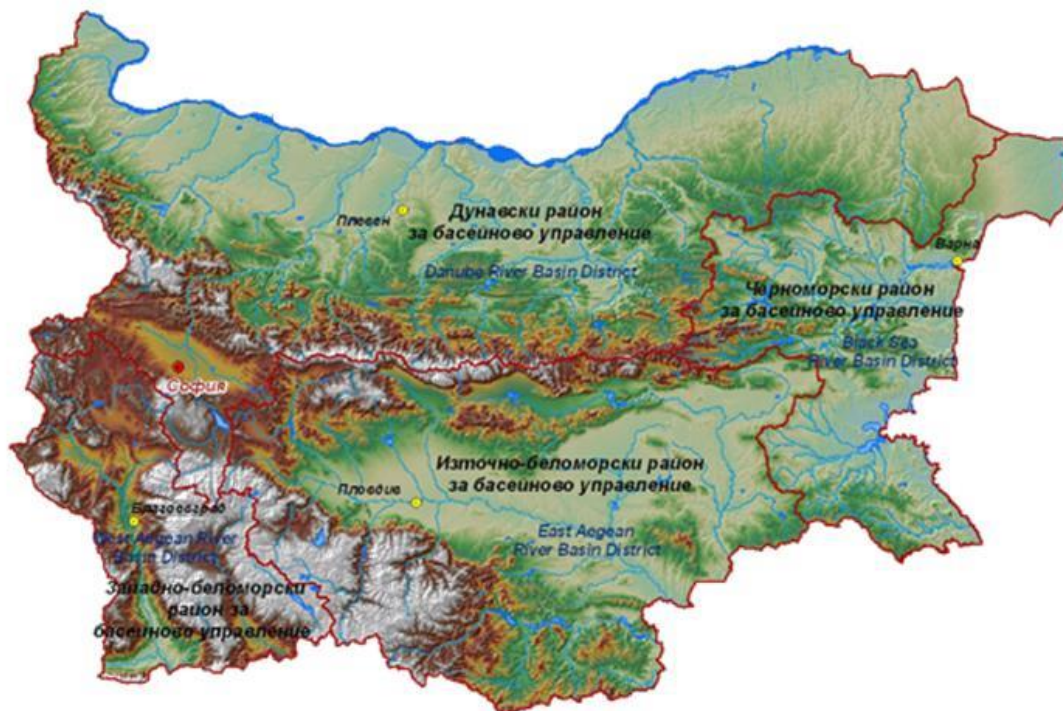 Плевен
Дунавски район
за басейново управление
Danube River Basin District
Варна
Черноморски район
за басейново управление
Black Sea
River Basin District
София
Източно-беломорски район
за басейново управление
Пловдив
East Aegean
River Basin District
Благоевград
West Aegean River
Basin District
Западно-беломорски
район за
басейново управление